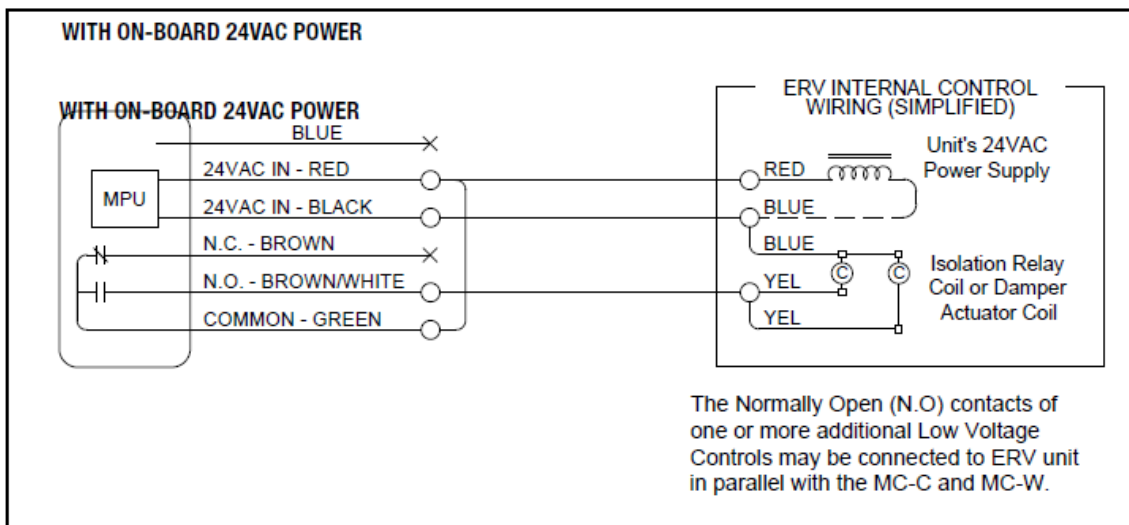 WITH ON-BOARD 24VAC POWER
WITH ON-BOARD 24VAC POWER
BLUE
24VAC IN - RED
MPU
24VAC IN - BLACK
N.C. - BROWN
N.O. - BROWN/WHITE
COMMON - GREEN
ERV INTERNAL CONTROL
WIRING (SIMPLIFIED)
Unit's 24VAC
Power Supply
RED
BLUE
BLUE
YEL
YEL
C
C
Isolation Relay
Coil or Damper
Actuator Coil
The Normally Open (N.O) contacts of
one or more additional Low Voltage
Controls may be connected to ERV unit
in parallel with the MC-C and MC-W.